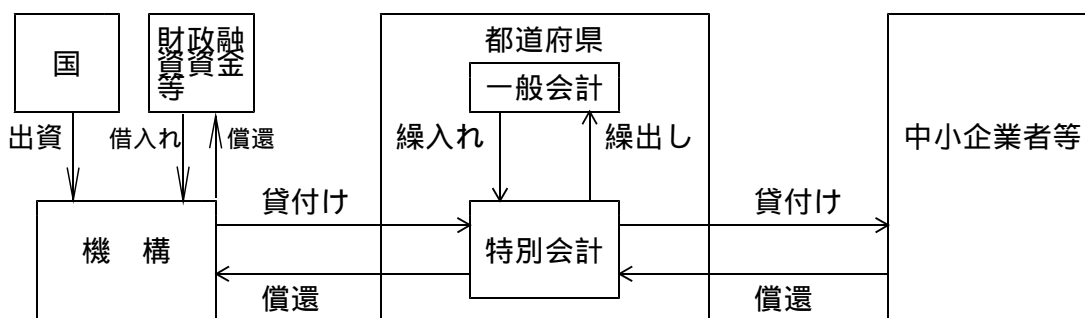 国
財政融
資資金
等
都道府県
一般会計
出資
借入れ
償還
繰入れ
繰出し
中小企業者等
貸付け
貸付け
機　構
特別会計
償還
償還